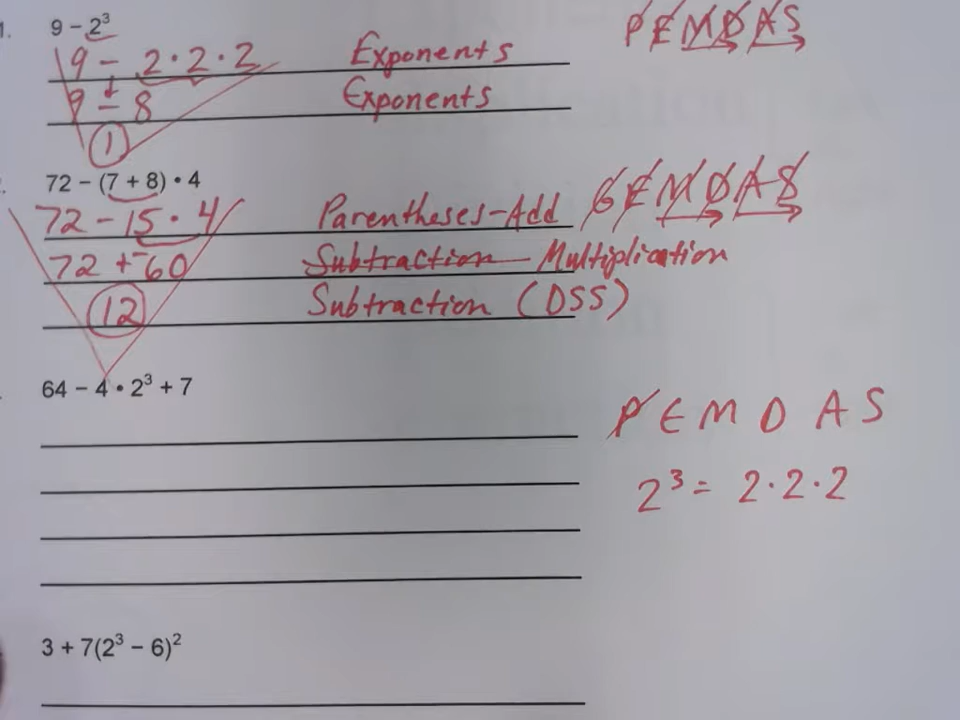 1. 9 − 2³
PEMDAS
9 − 2·2·2 Exponents
9 − 8 Exponents
1
72 − (7 + 8) • 4
GEMDAS
72 − 15 · 4 Parentheses-Add
72 + −60 Subtraction Multiplication
12 Subtraction (DSS)
64 − 4 • 2³ + 7
PEMDAS
2³ = 2·2·2
3 + 7(2³ − 6)²